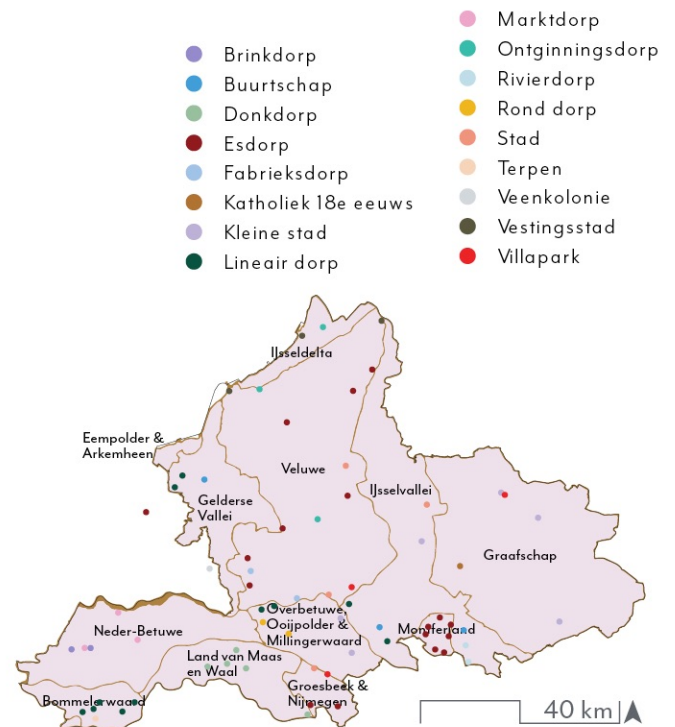 Brinkdorp
Buurtschap
Donkdorp
Esdorp
Fabrieksdorp
Katholiek 18e eeuws
Kleine stad
Lineair dorp
Marktdorp
Ontginningsdorp
Rivierdorp
Rond dorp
Stad
Terpen
Veenkolonie
Vestingsstad
Villapark
IJsseldelta
Eempolder &
Arkemheen
Veluwe
IJsselvallei
Gelderse
Vallei
Graafschap
Overbetuwe,
Ooijpolder &
Millingerwaard
Neder-Betuwe
Montferland
Land van Maas
en Waal
Groesbeek &
Nijmegen
Bommelerwaard
40 km